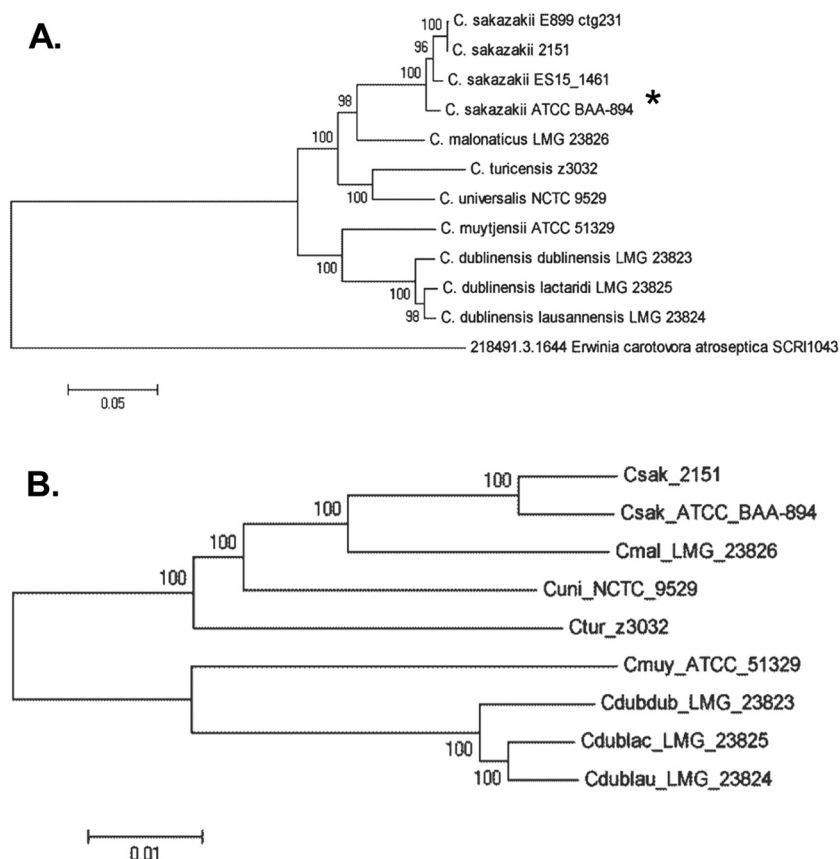 A.
100
C. sakazakii E899 ctg231
96
C. sakazakii 2151
100
C. sakazakii ES15_1461
98
C. sakazakii ATCC BAA-894 *
100
C. malonaticus LMG 23826
C. turicensis z3032
100
C. universalis NCTC 9529
C. muytjensii ATCC 51329
100
C. dublinensis dublinensis LMG 23823
100
C. dublinensis lactaridi LMG 23825
98
C. dublinensis lausannensis LMG 23824
218491.3.1644 Erwinia carotovora atroseptica SCRI1043
0.05
B.
100
Csak_2151
100
Csak_ATCC_BAA-894
100
Cmal_LMG_23826
100
Cuni_NCTC_9529
Ctur_z3032
Cmuy_ATCC_51329
Cdubdub_LMG_23823
100
Cdublac_LMG_23825
100
Cdublau_LMG_23824
0.01